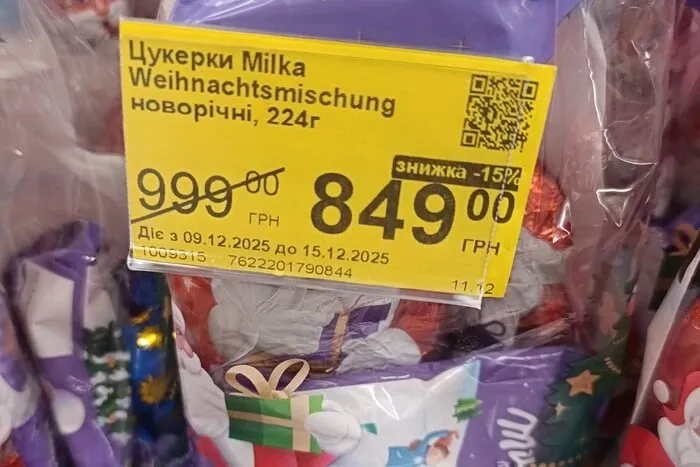 Цукерки Milka
Weihnachtsmischung
новорічні, 224г
знижка -15%
999 00
ГРН
849 00
ГРН
Діє з 09.12.2025 до 15.12.2025
1009315 7622201790844
11.12